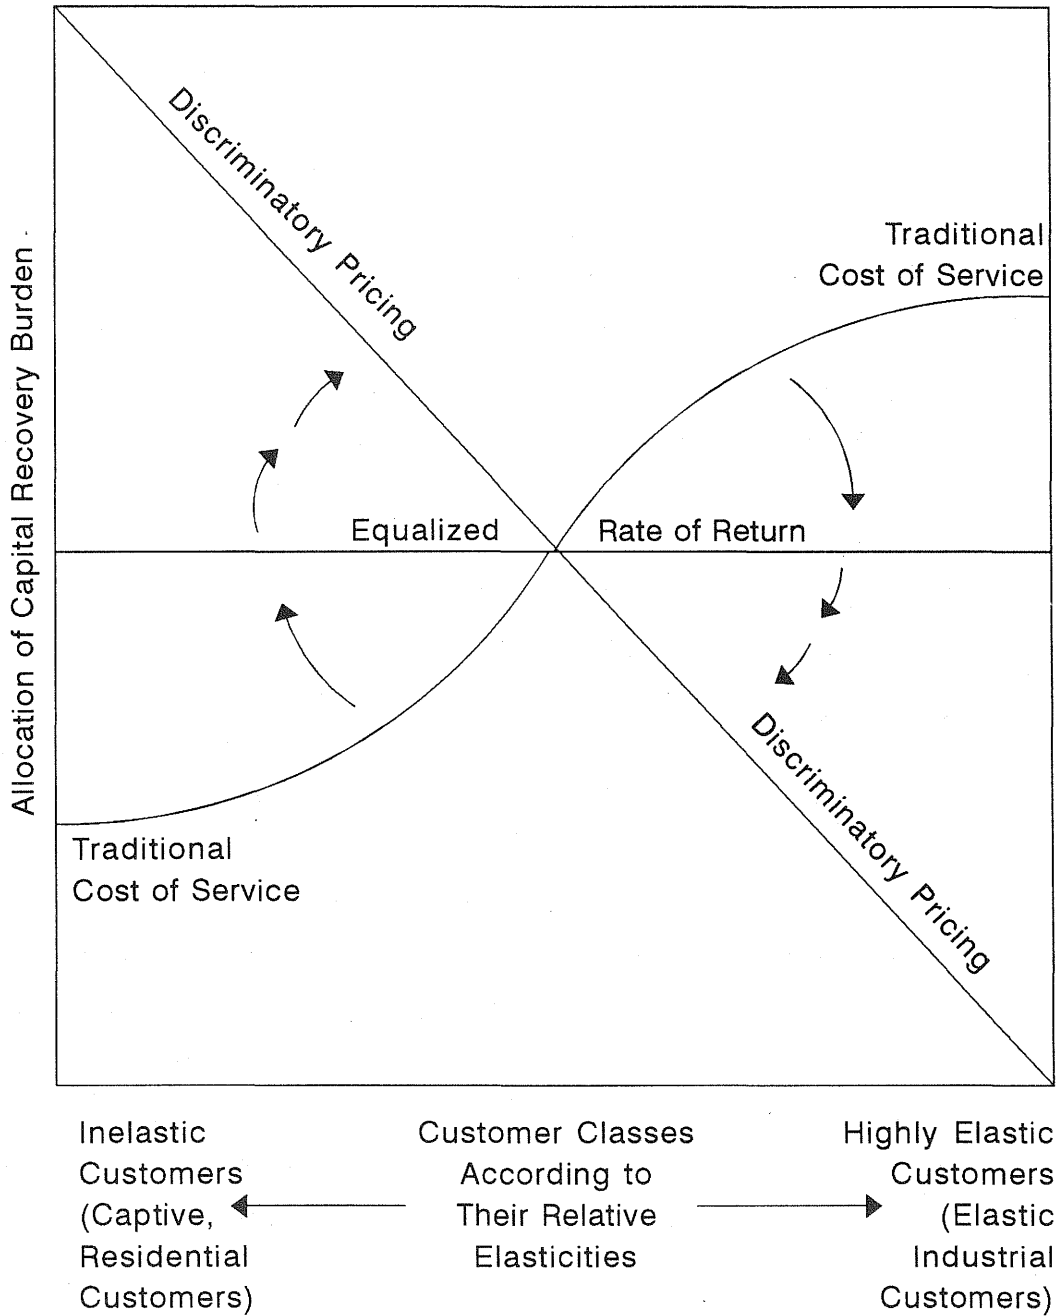 Discriminatory Pricing
Traditional
Cost of Service
Allocation of Capital Recovery Burden
Equalized
Rate of Return
Traditional
Cost of Service
Discriminatory Pricing
Inelastic
Customers
(Captive,
Residential
Customers)
Customer Classes
According to
Their Relative
Elasticities
Highly Elastic
Customers
(Elastic
Industrial
Customers)